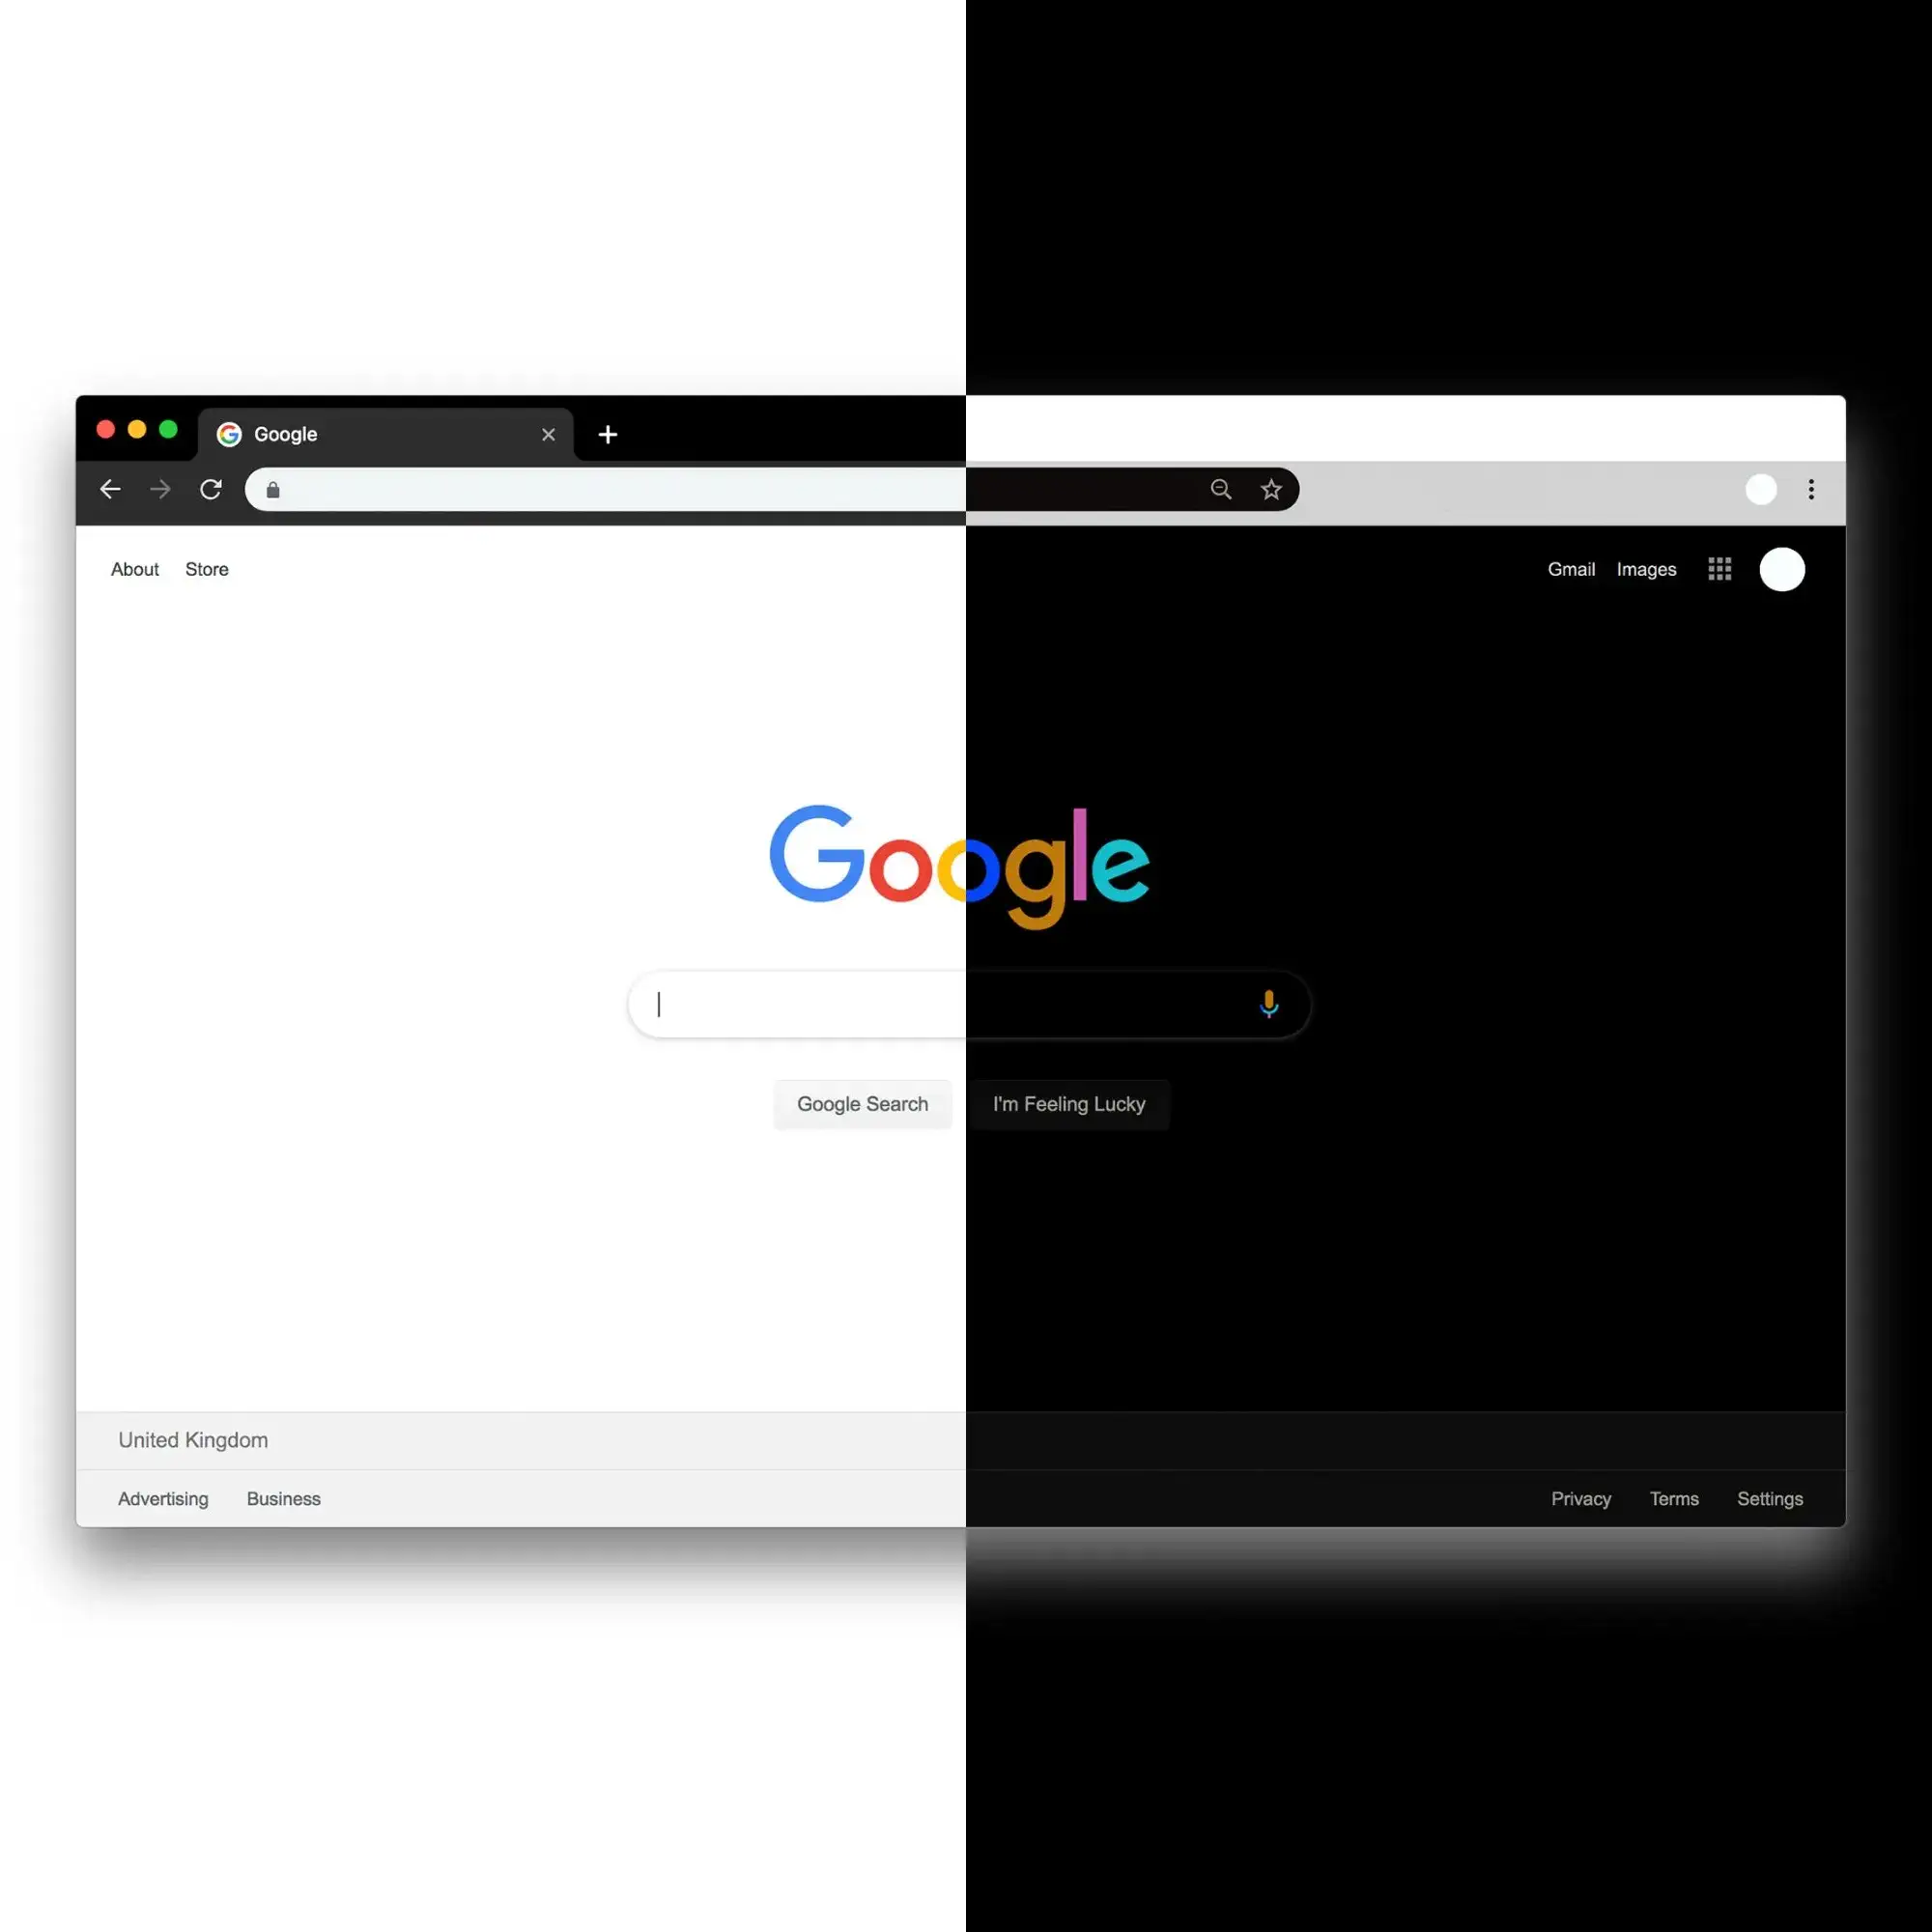 Google
About Store Gmail Images
Google
Google Search I'm Feeling Lucky
United Kingdom
Advertising Business Privacy Terms Settings